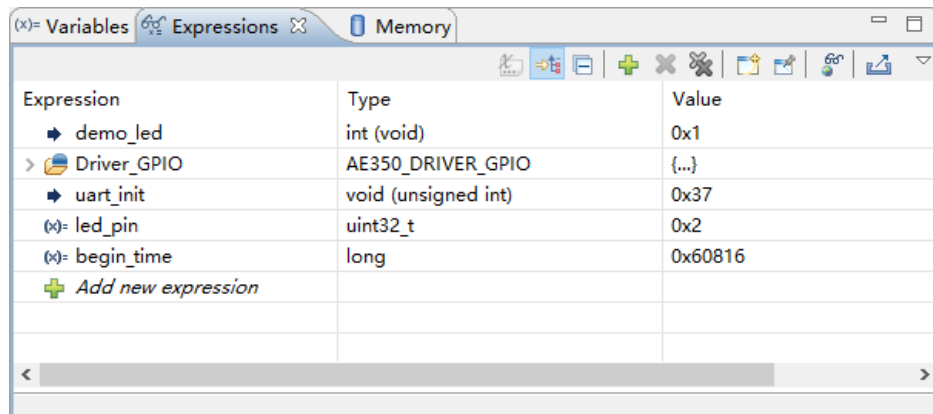 (x)= Variables Expressions Memory
Expression Type Value
demo_led int (void) 0x1
Driver_GPIO AE350_DRIVER_GPIO {...}
uart_init void (unsigned int) 0x37
(x)= led_pin uint32_t 0x2
(x)= begin_time long 0x60816
Add new expression